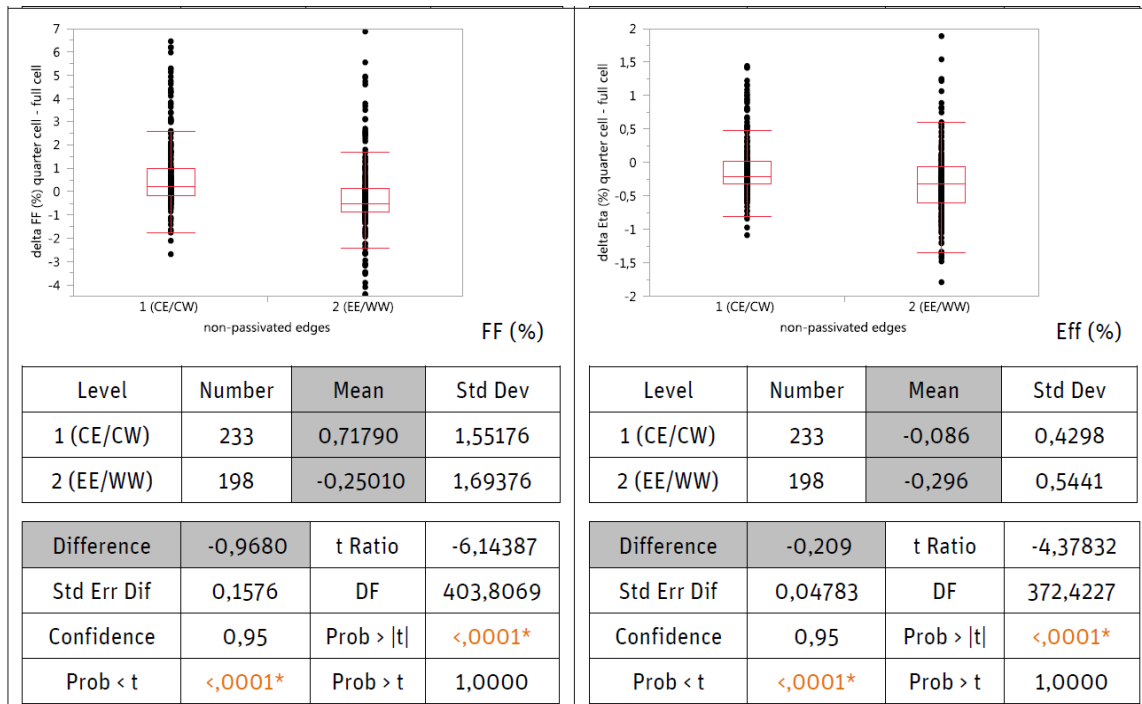 delta FF (%) quarter cell - full cell
7
6
5
4
3
2
1
0
-1
-2
-3
-4
1 (CE/CW) 2 (EE/WW)
non-passivated edges
FF (%)
Level Number Mean Std Dev
1 (CE/CW) 233 0,71790 1,55176
2 (EE/WW) 198 -0,25010 1,69376
Difference -0,9680 t Ratio -6,14387
Std Err Dif 0,1576 DF 403,8069
Confidence 0,95 Prob > |t| <,0001*
Prob < t <,0001* Prob > t 1,0000
delta Eta (%) quarter cell - full cell
2
1,5
1
0,5
0
-0,5
-1
-1,5
-2
1 (CE/CW) 2 (EE/WW)
non-passivated edges
Eff (%)
Level Number Mean Std Dev
1 (CE/CW) 233 -0,086 0,4298
2 (EE/WW) 198 -0,296 0,5441
Difference -0,209 t Ratio -4,37832
Std Err Dif 0,04783 DF 372,4227
Confidence 0,95 Prob > |t| <,0001*
Prob < t <,0001* Prob > t 1,0000